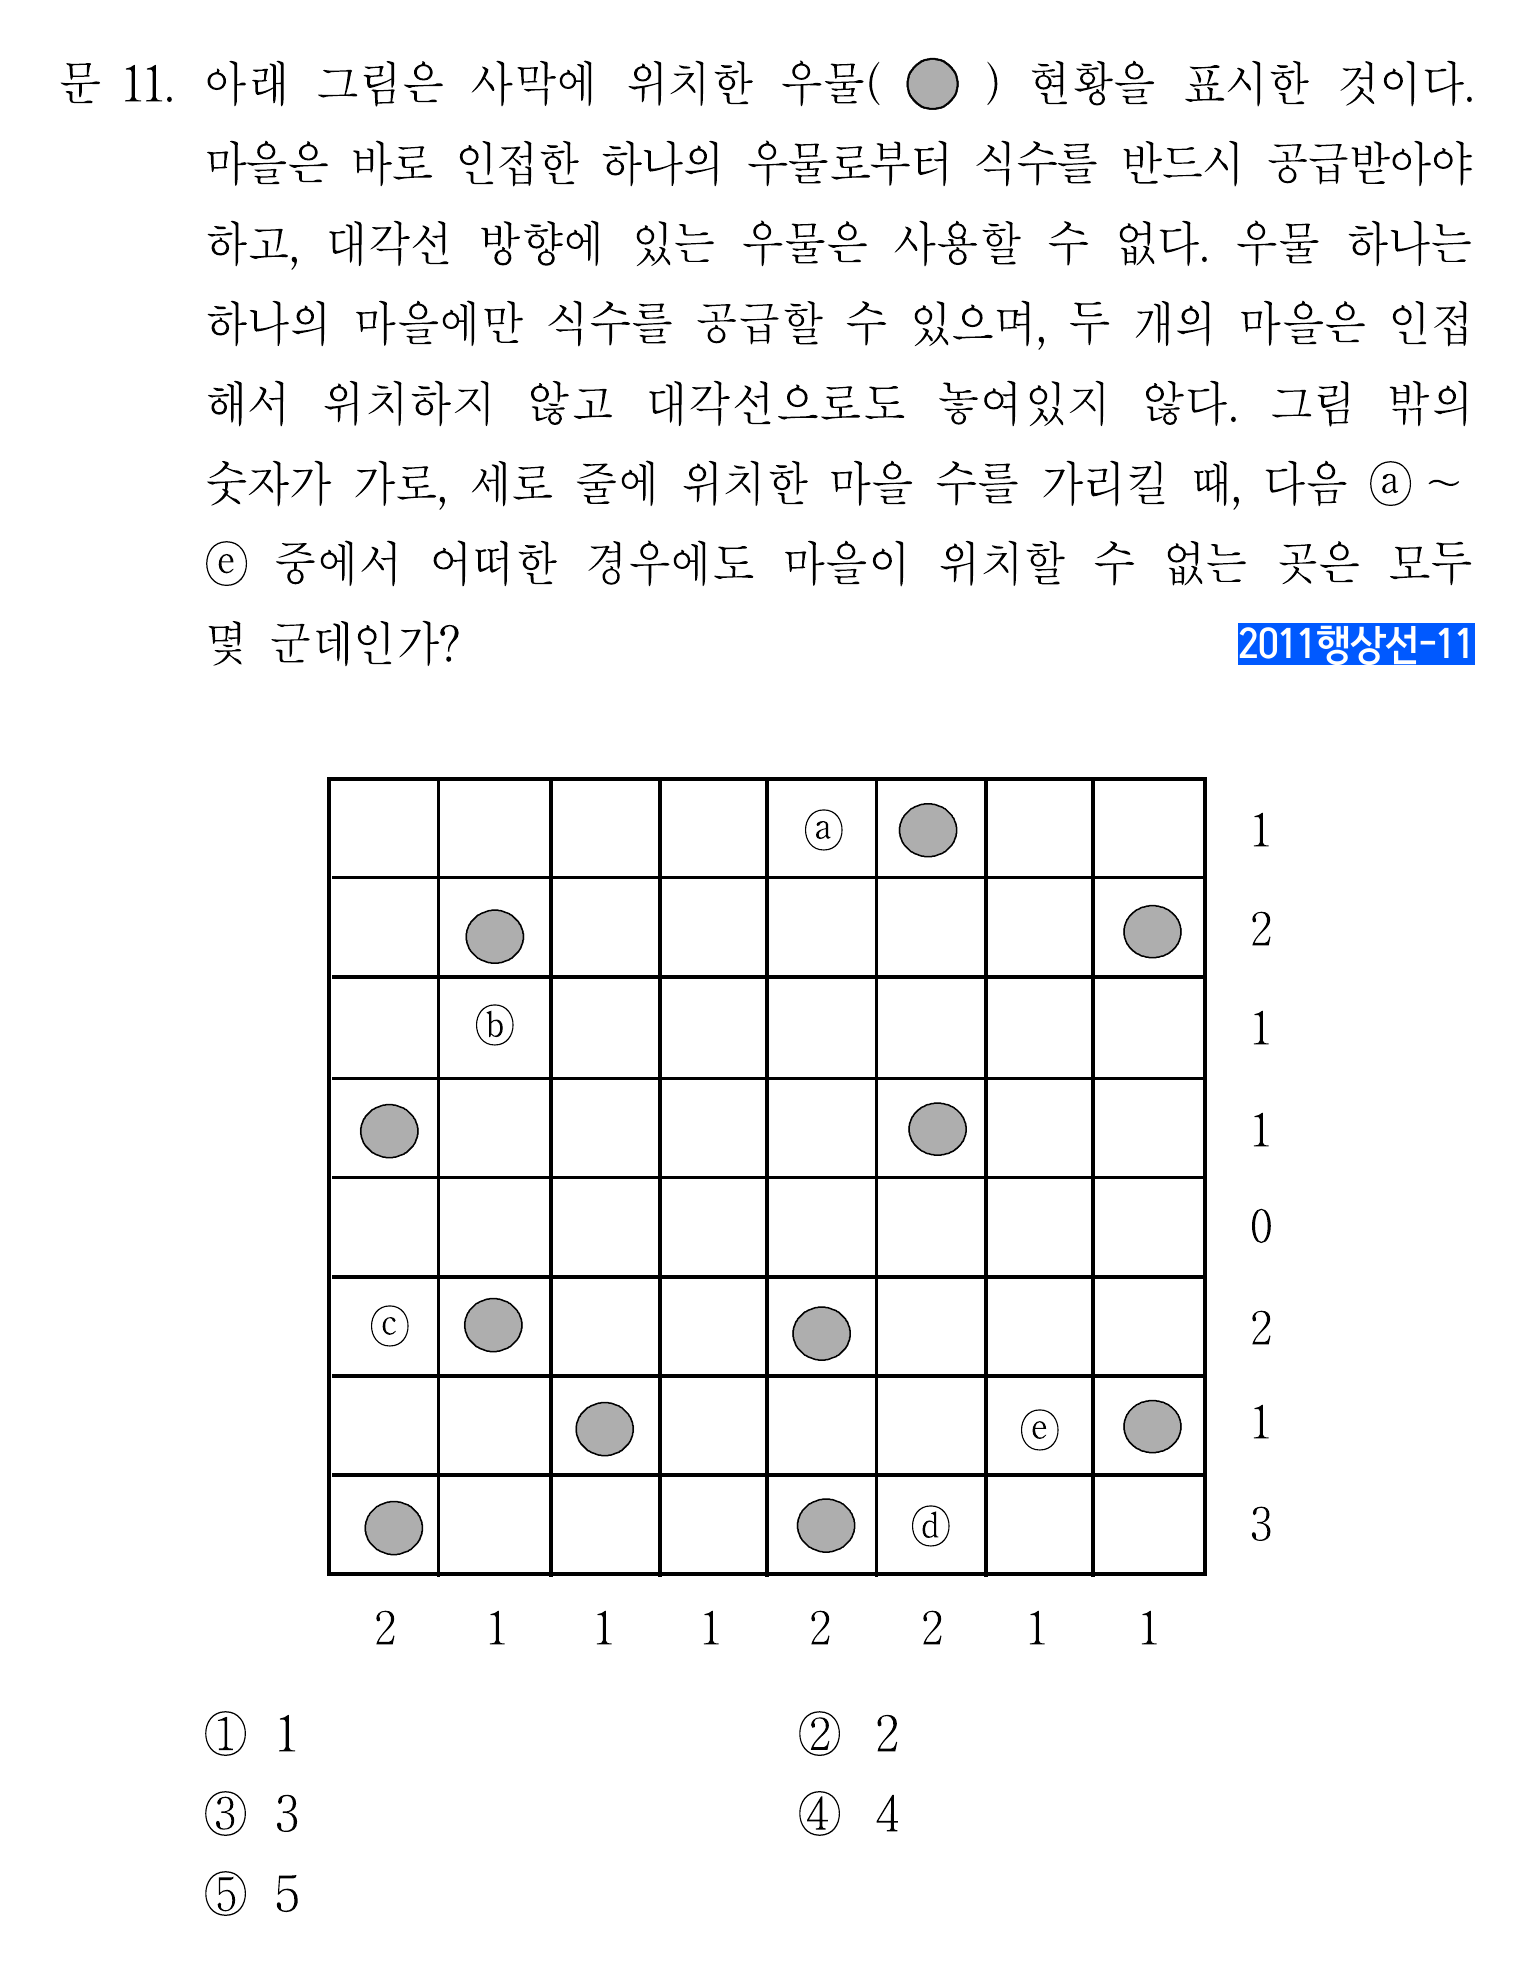 문 11. 아래 그림은 사막에 위치한 우물( ) 현황을 표시한 것이다.
마을은 바로 인접한 하나의 우물로부터 식수를 반드시 공급받아야
하고, 대각선 방향에 있는 우물은 사용할 수 없다. 우물 하나는
하나의 마을에만 식수를 공급할 수 있으며, 두 개의 마을은 인접
해서 위치하지 않고 대각선으로도 놓여있지 않다. 그림 밖의
숫자가 가로, 세로 줄에 위치한 마을 수를 가리킬 때, 다음 ⓐ ~
ⓔ 중에서 어떠한 경우에도 마을이 위치할 수 없는 곳은 모두
몇 군데인가? 2011행상선-11
ⓐ 1
2
ⓑ 1
1
0
ⓒ 2
ⓔ 1
ⓓ 3
2 1 1 1 2 2 1 1
① 1 ② 2
③ 3 ④ 4
⑤ 5